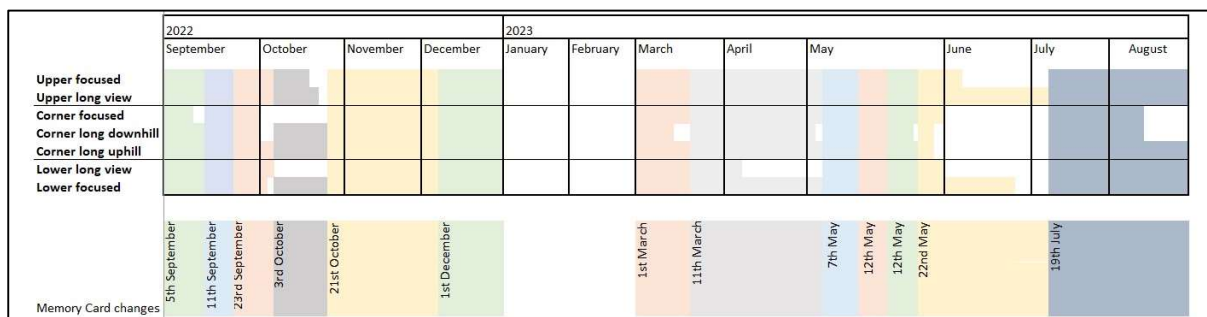 2022 2023
September October November December January February March April May June July August
Upper focused
Upper long view
Corner focused
Corner long downhill
Corner long uphill
Lower long view
Lower focused
5th September
11th September
23rd September
3rd October
21st October
1st December
1st March
11th March
7th May
12th May
12th May
22nd May
19th July
Memory Card changes